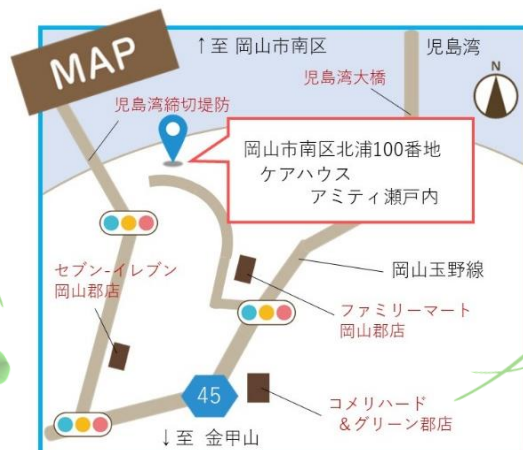 MAP
↑至 岡山市南区
児島湾
児島湾大橋
N
児島湾締切堤防
岡山市南区北浦100番地
ケアハウス
アミティ瀬戸内
セブン-イレブン
岡山郡店
岡山玉野線
ファミリーマート
岡山郡店
45
コメリハード
&グリーン郡店
↓至 金甲山